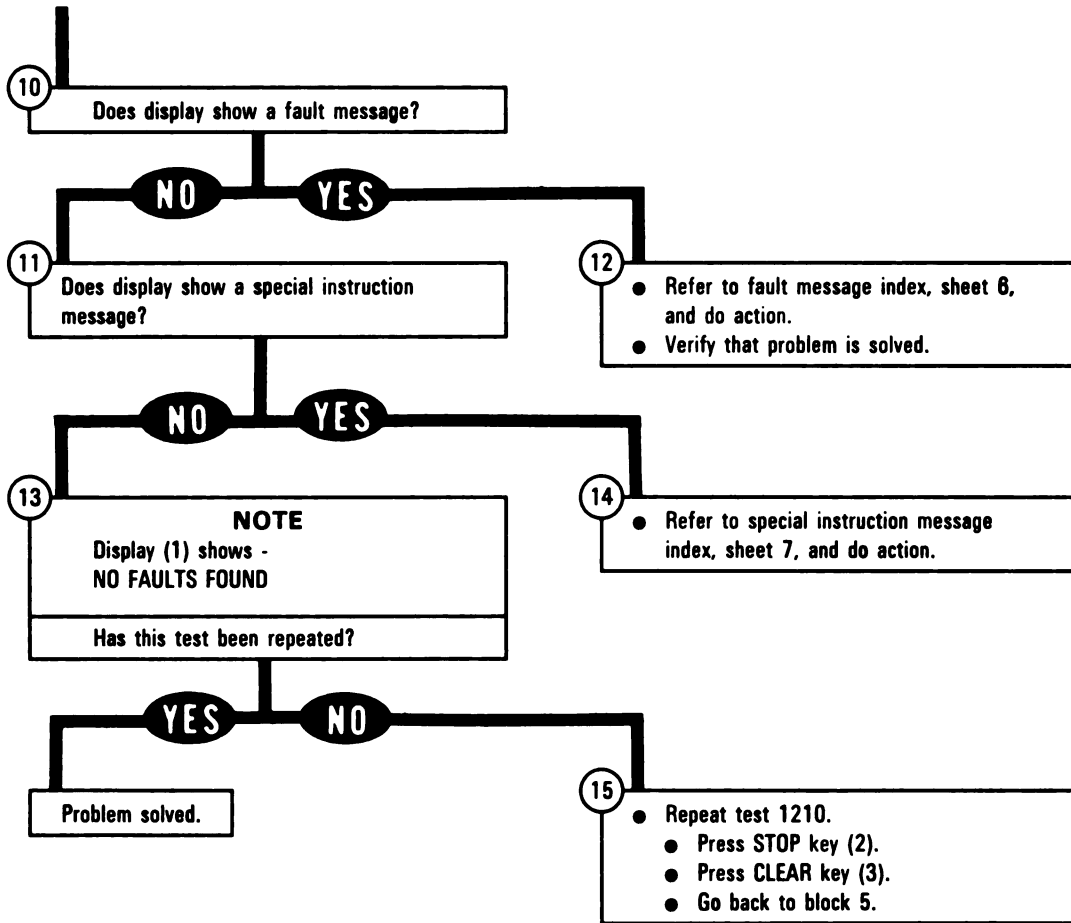 10
Does display show a fault message?
NO
YES
11
Does display show a special instruction
message?
12
● Refer to fault message index, sheet 6,
and do action.
● Verify that problem is solved.
NO
YES
13
NOTE
Display (1) shows -
NO FAULTS FOUND
Has this test been repeated?
14
● Refer to special instruction message
index, sheet 7, and do action.
YES
NO
Problem solved.
15
● Repeat test 1210.
● Press STOP key (2).
● Press CLEAR key (3).
● Go back to block 5.